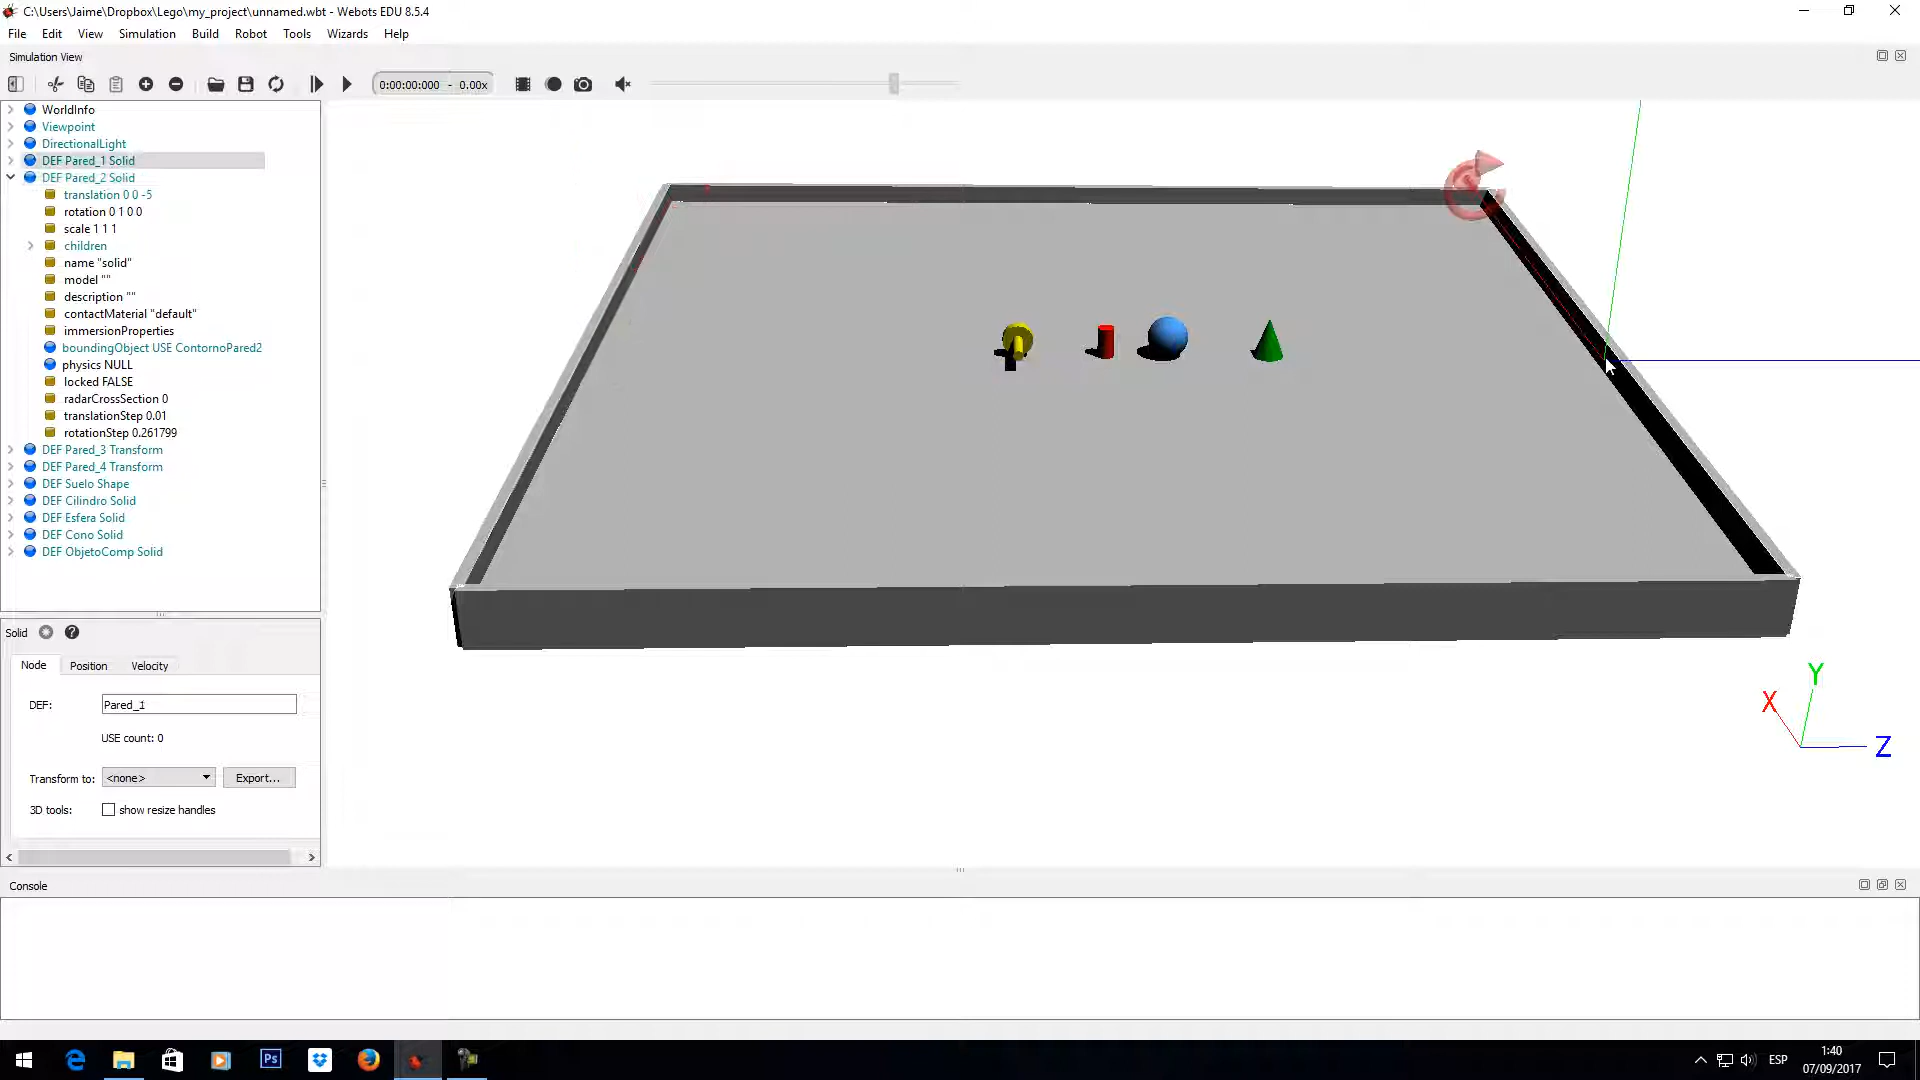 C:\Users\Jaime\Dropbox\Lego\my_project\unnamed.wbt - Webots EDU 8.5.4
File Edit View Simulation Build Robot Tools Wizards Help
Simulation View
0:00:00:000 - 0.00x
WorldInfo
Viewpoint
DirectionalLight
DEF Pared_1 Solid
DEF Pared_2 Solid
translation 0 0 -5
rotation 0 1 0 0
scale 1 1 1
children
name "solid"
model ""
description ""
contactMaterial "default"
immersionProperties
boundingObject USE ContornoPared2
physics NULL
locked FALSE
radarCrossSection 0
translationStep 0.01
rotationStep 0.261799
DEF Pared_3 Transform
DEF Pared_4 Transform
DEF Suelo Shape
DEF Cilindro Solid
DEF Esfera Solid
DEF Cono Solid
DEF ObjetoComp Solid
Solid
Node Position Velocity
DEF: Pared_1
USE count: 0
Transform to: <none> Export...
3D tools: show resize handles
X Y Z
Console
Ps
ESP
1:40
07/09/2017